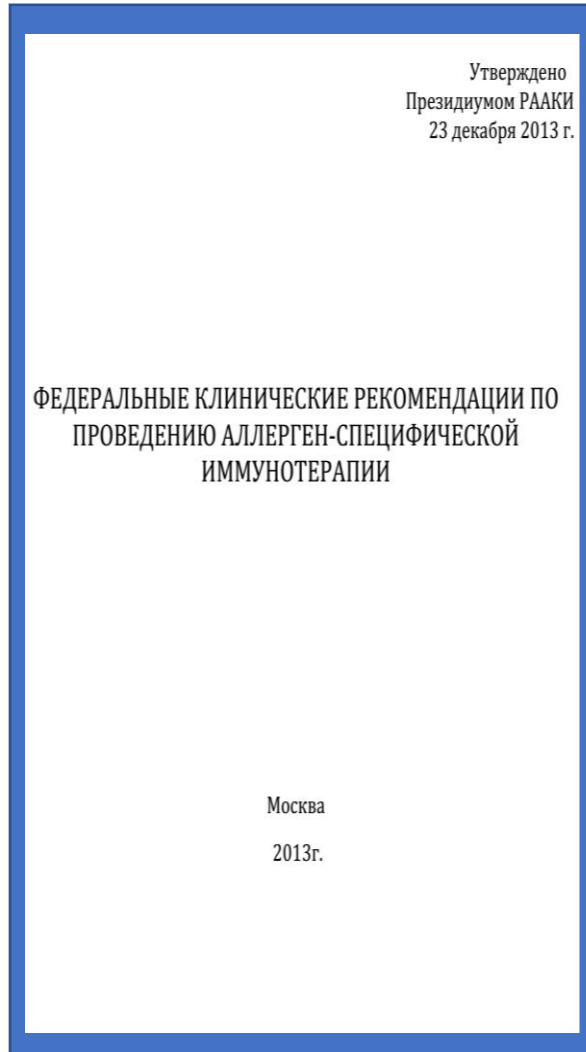 Утверждено
Президиумом РААКИ
23 декабря 2013 г.
ФЕДЕРАЛЬНЫЕ КЛИНИЧЕСКИЕ РЕКОМЕНДАЦИИ ПО
ПРОВЕДЕНИЮ АЛЛЕРГЕН-СПЕЦИФИЧЕСКОЙ
ИММУНОТЕРАПИИ
Москва
2013г.